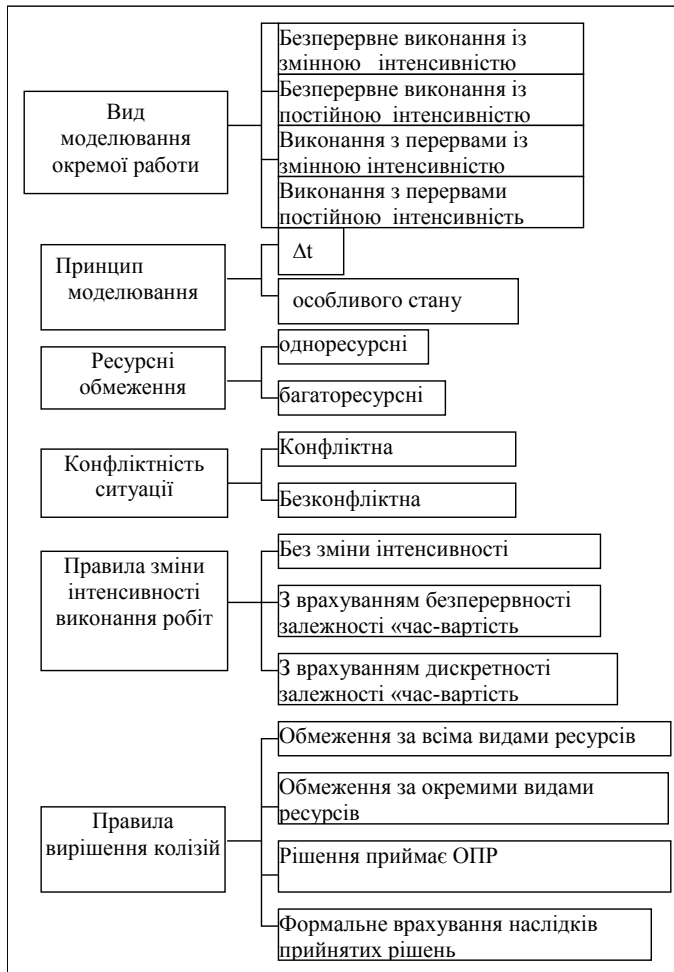 Вид
моделювання
окремої работи
Безперервне виконання із
змінною інтенсивністю
Безперервне виконання із
постійною інтенсивністю
Виконання з перервами із
змінною інтенсивністю
Виконання з перервами
постійною інтенсивність
Принцип
моделювання
Δt
особливого стану
Ресурсні
обмеження
одноресурсні
багаторесурсні
Конфліктність
ситуації
Конфліктна
Безконфліктна
Правила зміни
інтенсивності
виконання робіт
Без зміни інтенсивності
З врахуванням безперервності
залежності «час-вартість
З врахуванням дискретності
залежності «час-вартість
Правила
вирішення колізій
Обмеження за всіма видами ресурсів
Обмеження за окремими видами
ресурсів
Рішення приймає ОПР
Формальне врахування наслідків
прийнятих рішень